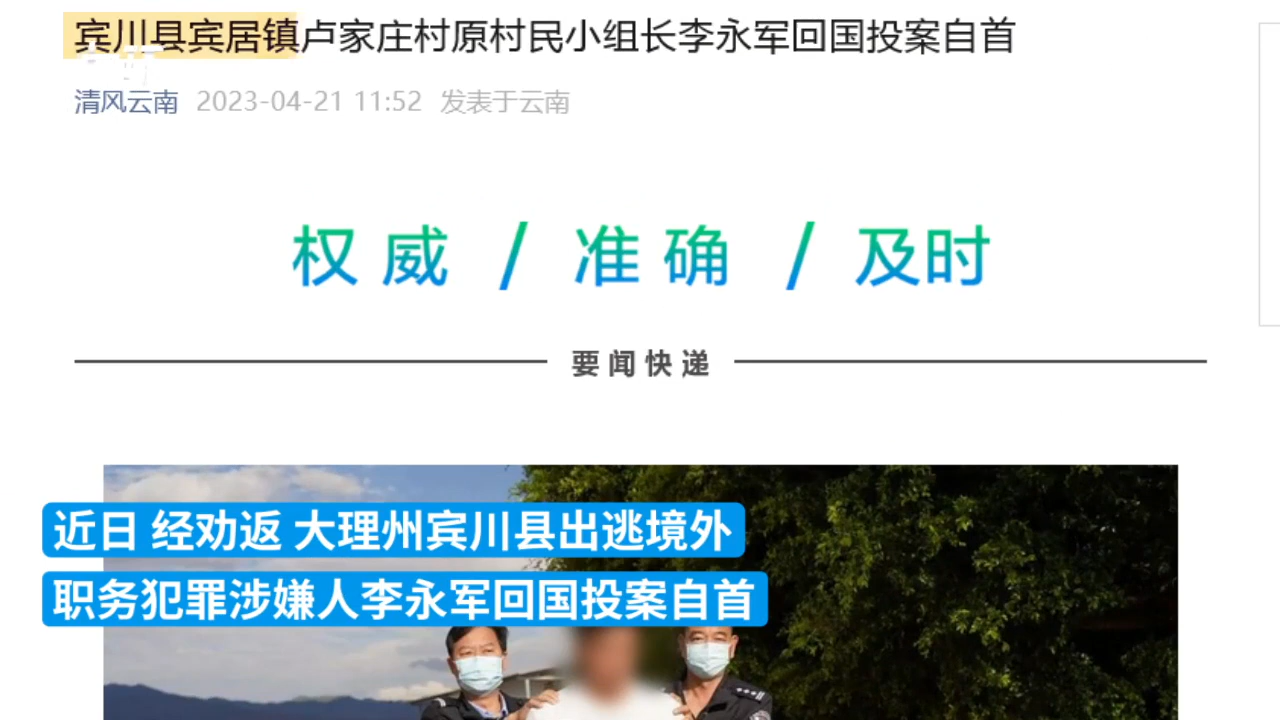 宾川县宾居镇卢家庄村原村民小组长李永军回国投案自首
清风云南 2023-04-21 11:52 发表于云南
权威 / 准确 / 及时
要闻快递
近日 经劝返 大理州宾川县出逃境外
职务犯罪涉嫌人李永军回国投案自首